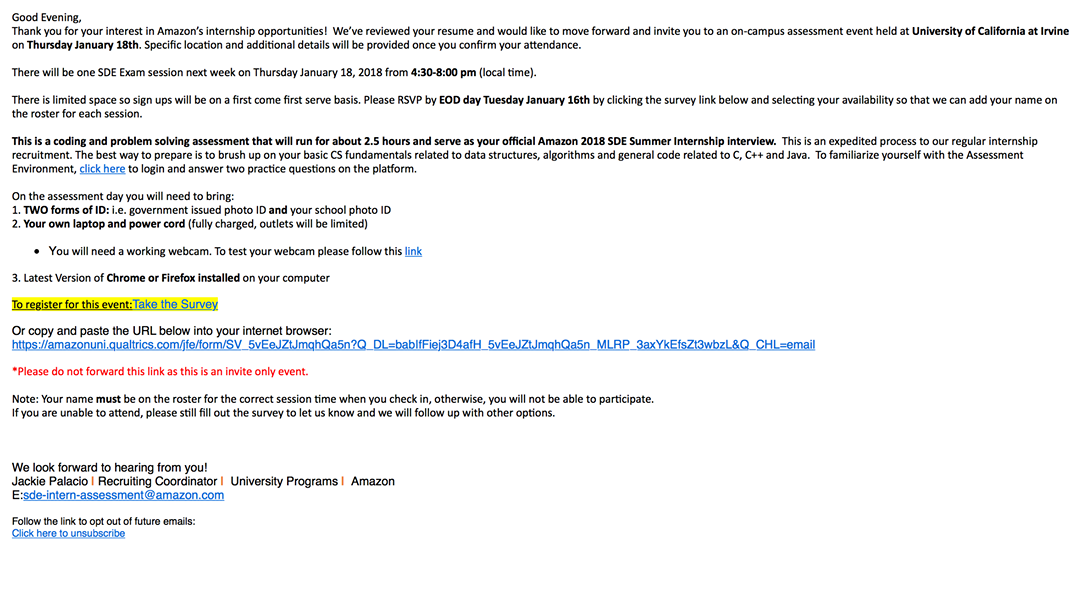 Good Evening,
Thank you for your interest in Amazon's internship opportunities!  We've reviewed your resume and would like to move forward and invite you to an on-campus assessment event held at University of California at Irvine
on Thursday January 18th. Specific location and additional details will be provided once you confirm your attendance.
There will be one SDE Exam session next week on Thursday January 18, 2018 from 4:30-8:00 pm (local time).
There is limited space so sign ups will be on a first come first serve basis. Please RSVP by EOD day Tuesday January 16th by clicking the survey link below and selecting your availability so that we can add your name on
the roster for each session.
This is a coding and problem solving assessment that will run for about 2.5 hours and serve as your official Amazon 2018 SDE Summer Internship interview.  This is an expedited process to our regular internship
recruitment. The best way to prepare is to brush up on your basic CS fundamentals related to data structures, algorithms and general code related to C, C++ and Java.  To familiarize yourself with the Assessment
Environment, click here to login and answer two practice questions on the platform.
On the assessment day you will need to bring:
1. TWO forms of ID: i.e. government issued photo ID and your school photo ID
2. Your own laptop and power cord (fully charged, outlets will be limited)
• You will need a working webcam. To test your webcam please follow this link
3. Latest Version of Chrome or Firefox installed on your computer
To register for this event:Take the Survey
Or copy and paste the URL below into your internet browser:
https://amazonuni.qualtrics.com/jfe/form/SV_5vEeJZtJmqhQa5n?Q_DL=babIfFiej3D4afH_5vEeJZtJmqhQa5n_MLRP_3axYkEfsZt3wbzL&Q_CHL=email
*Please do not forward this link as this is an invite only event.
Note: Your name must be on the roster for the correct session time when you check in, otherwise, you will not be able to participate.
If you are unable to attend, please still fill out the survey to let us know and we will follow up with other options.
We look forward to hearing from you!
Jackie Palacio I Recruiting Coordinator I  University Programs I  Amazon
E:sde-intern-assessment@amazon.com
Follow the link to opt out of future emails:
Click here to unsubscribe